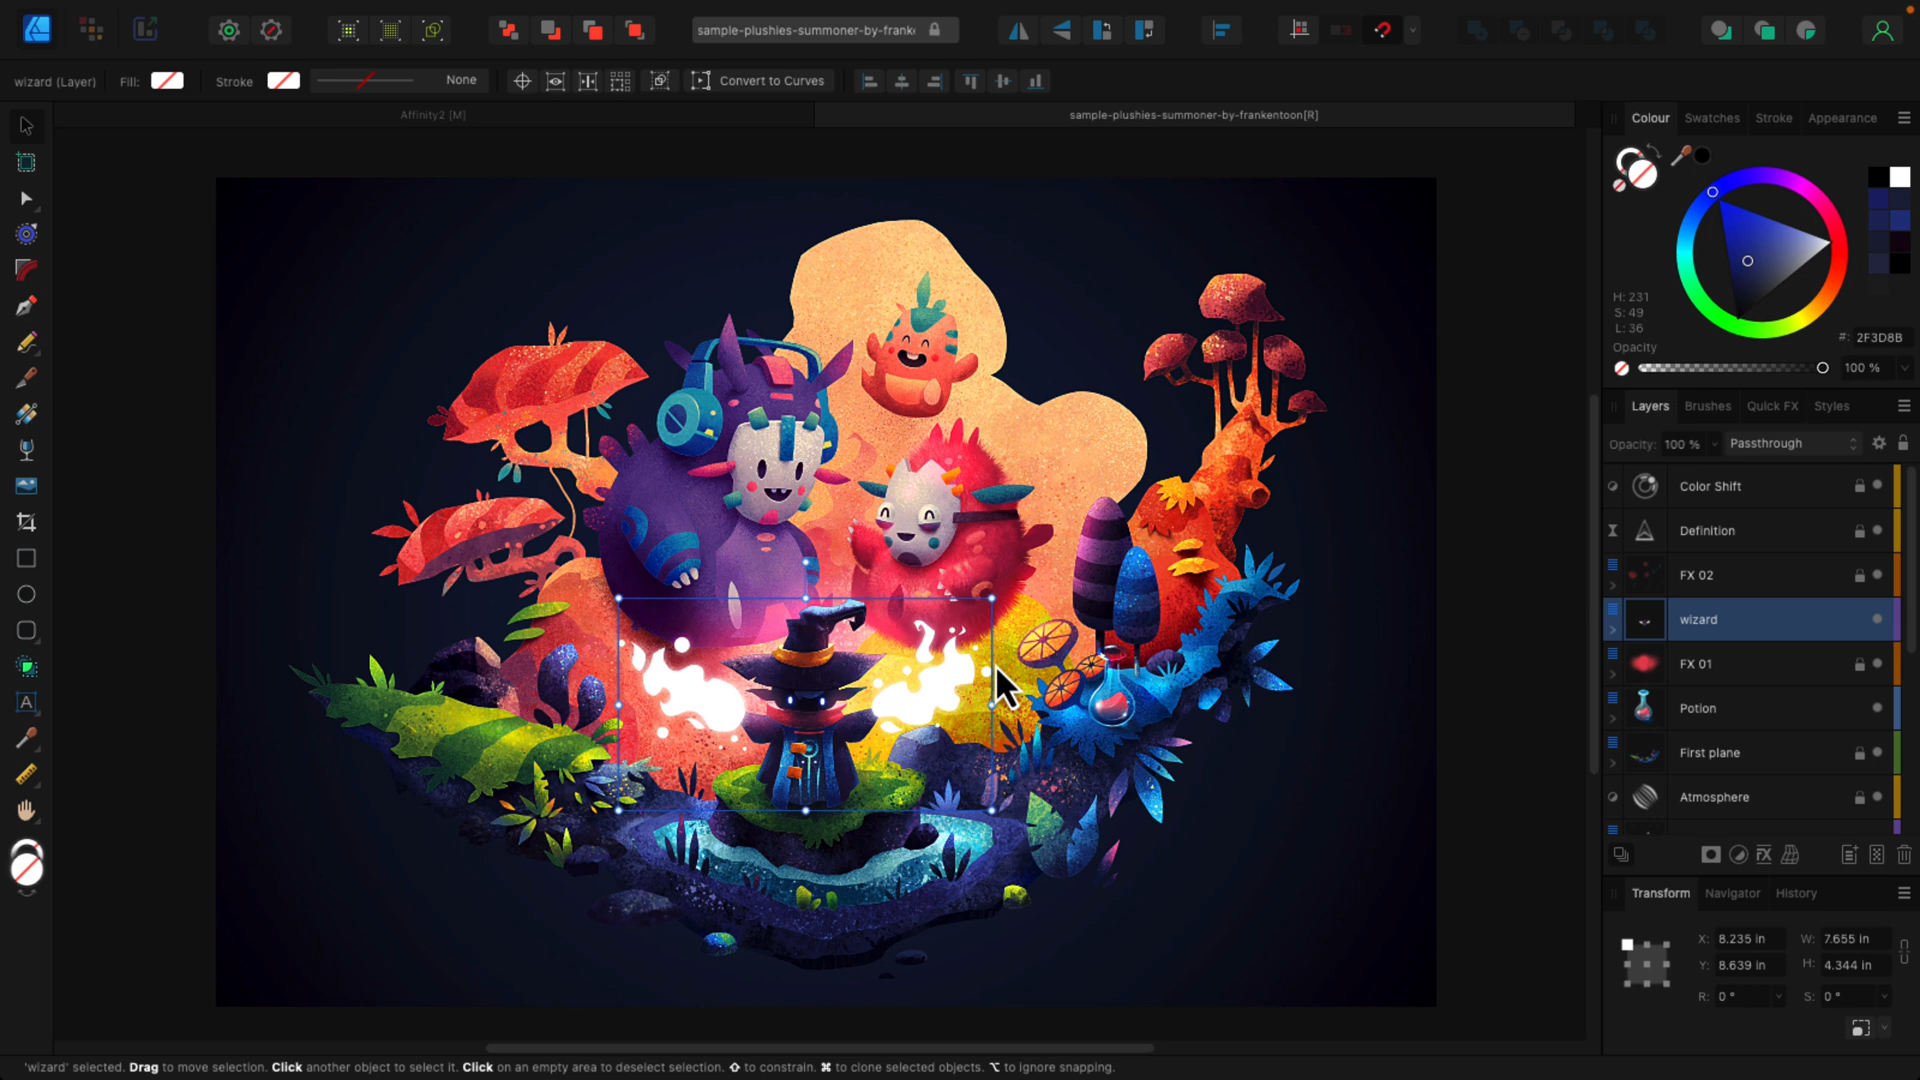 sample-plushies-summoner-by-franke
wizard (Layer)
Fill:
Stroke
None
Convert to Curves
Affinity2 [M]
sample-plushies-summoner-by-frankentoon[R]
Colour
Swatches
Stroke
Appearance
H: 231
S: 49
L: 36
#: 2F3D8B
Opacity
100 %
Layers
Brushes
Quick FX
Styles
Opacity: 100 %
Passthrough
Color Shift
Definition
FX 02
wizard
FX 01
Potion
First plane
Atmosphere
Transform
Navigator
History
X: 8.235 in
W: 7.655 in
Y: 8.639 in
H: 4.344 in
R: 0 °
S: 0 °
'wizard' selected. Drag to move selection. Click another object to select it. Click on an empty area to deselect selection. ⇧ to constrain. ⌘ to clone selected objects. ⌥ to ignore snapping.